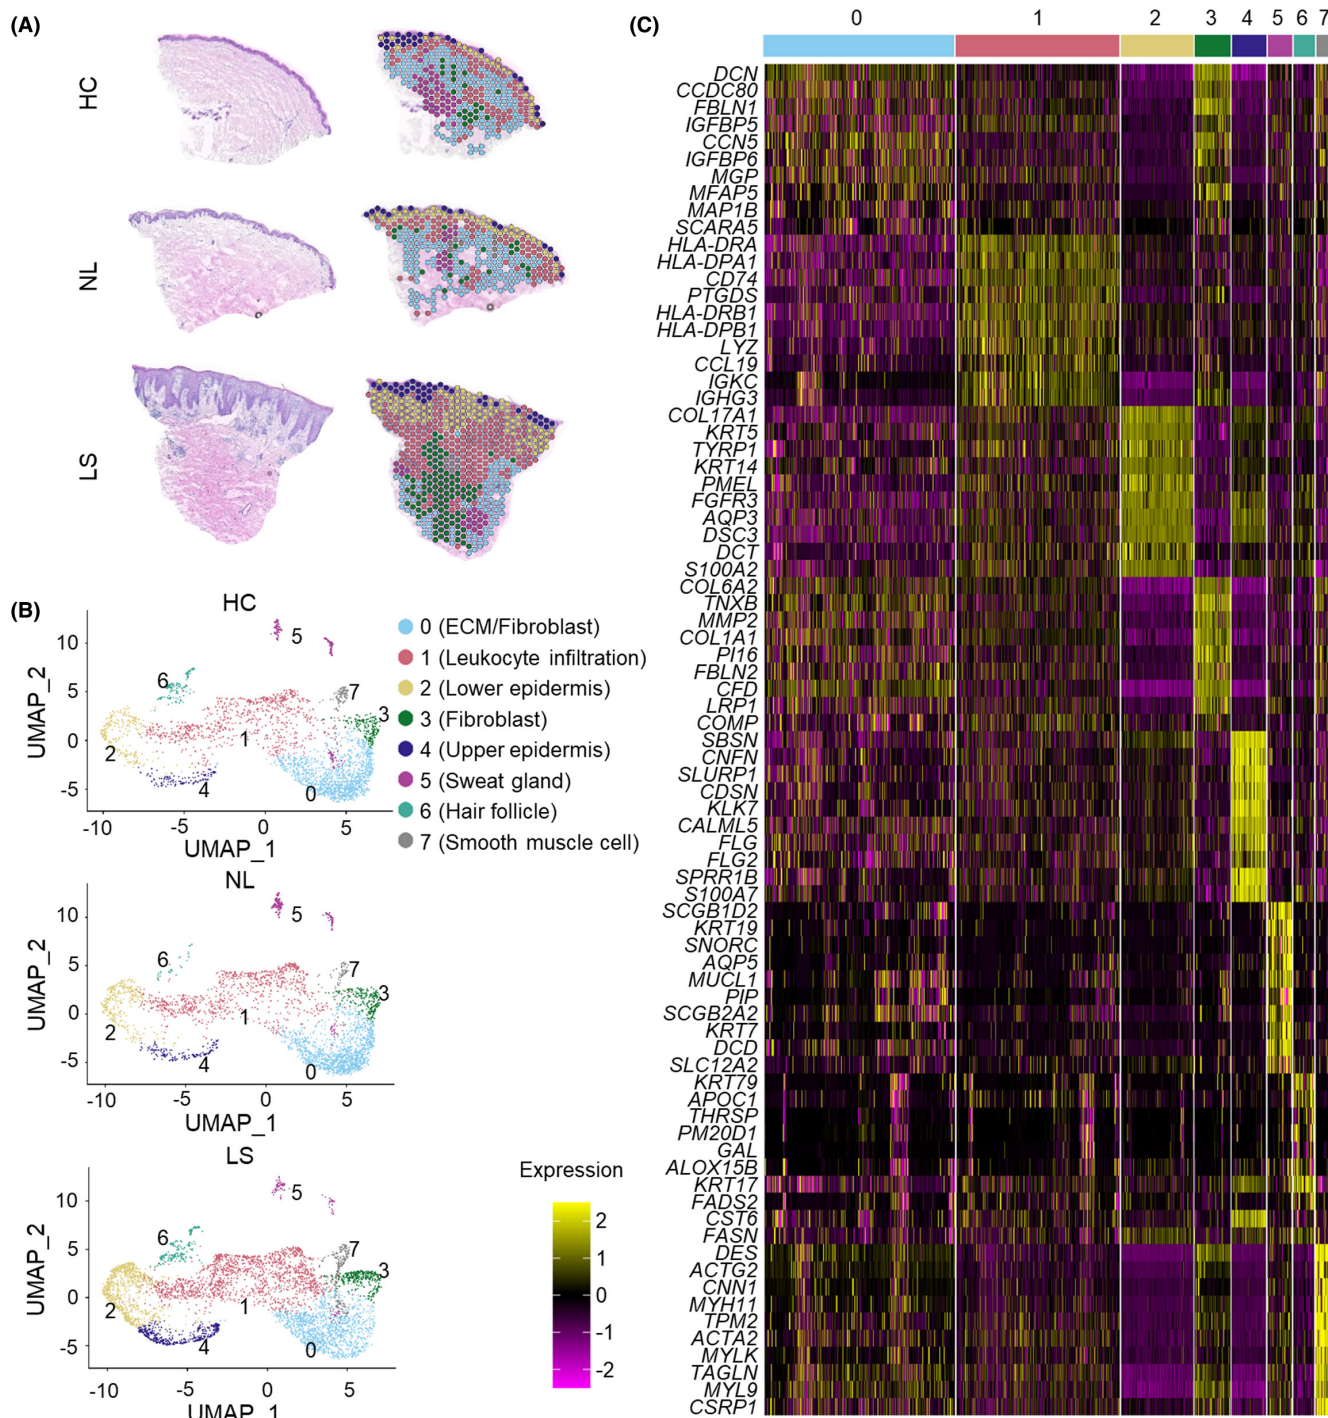 (A)
HC
NL
LS
(B)
HC
10
5
0
-5
UMAP_2
-10
-5
0
5
UMAP_1
5
6
7
3
1
2
4
0
0 (ECM/Fibroblast)
1 (Leukocyte infiltration)
2 (Lower epidermis)
3 (Fibroblast)
4 (Upper epidermis)
5 (Sweat gland)
6 (Hair follicle)
7 (Smooth muscle cell)
NL
10
5
0
-5
UMAP_2
-10
-5
0
5
UMAP_1
5
6
7
3
1
2
4
0
LS
10
5
0
-5
UMAP_2
-10
-5
0
5
UMAP_1
5
6
7
3
1
2
4
0
Expression
2
1
0
-1
-2
(C)
0 1 2 3 4 5 6 7
DCN
CCDC80
FBLN1
IGFBP5
CCN5
IGFBP6
MGP
MFAP5
MAP1B
SCARA5
HLA-DRA
HLA-DPA1
CD74
PTGDS
HLA-DRB1
HLA-DPB1
LYZ
CCL19
IGKC
IGHG3
COL17A1
KRT5
TYRP1
KRT14
PMEL
FGFR3
AQP3
DSC3
DCT
S100A2
COL6A2
TNXB
MMP2
COL1A1
PI16
FBLN2
CFD
LRP1
COMP
SBSN
CNFN
SLURP1
CDSN
KLK7
CALML5
FLG
FLG2
SPRR1B
S100A7
SCGB1D2
KRT19
SNORC
AQP5
MUCL1
PIP
SCGB2A2
KRT7
DCD
SLC12A2
KRT79
APOC1
THRSP
PM20D1
GAL
ALOX15B
KRT17
FADS2
CST6
FASN
DES
ACTG2
CNN1
MYH11
TPM2
ACTA2
MYLK
TAGLN
MYL9
CSRP1